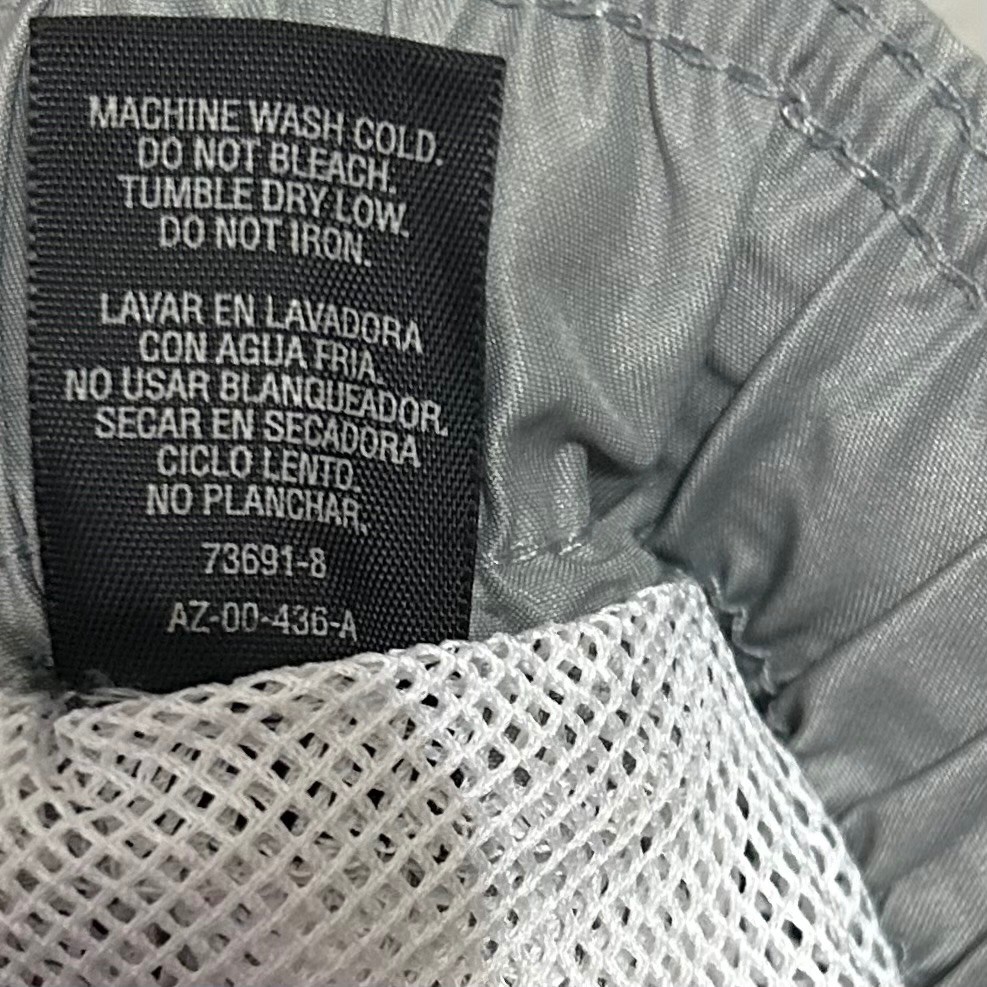 MACHINE WASH COLD.
DO NOT BLEACH.
TUMBLE DRY LOW.
DO NOT IRON.
LAVAR EN LAVADORA
CON AGUA FRIA.
NO USAR BLANQUEADOR.
SECAR EN SECADORA
CICLO LENTO.
NO PLANCHAR.
73691-8
AZ-00-436-A